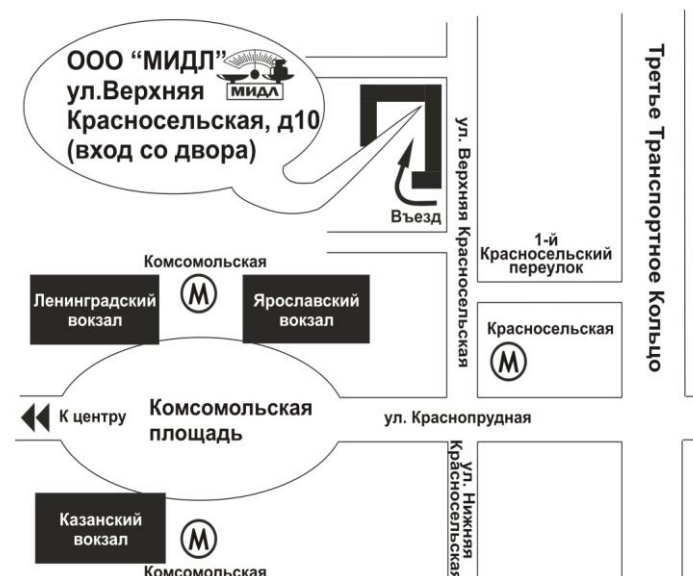 ООО “МИДЛ”
ул.Верхняя
Красносельская, д10
(вход со двора)
МИДЛ
Въезд
ул. Верхняя Красносельская
Третье Транспортное Кольцо
1-й
Красносельский
переулок
Комсомольская
М
Ленинградский
вокзал
Ярославский
вокзал
Красносельская
М
К центру
Комсомольская
площадь
ул. Краснопрудная
ул. Нижняя
Красносельская
Казанский
вокзал
М
Комсомольская